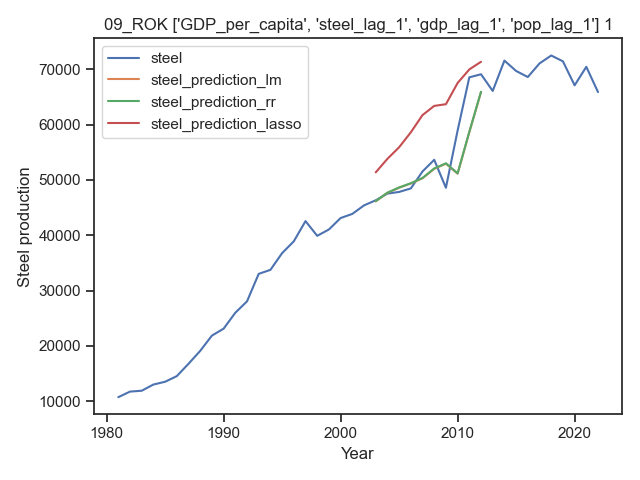 09_ROK ['GDP_per_capita', 'steel_lag_1', 'gdp_lag_1', 'pop_lag_1'] 1
steel
steel_prediction_lm
steel_prediction_rr
steel_prediction_lasso
70000
60000
50000
40000
30000
20000
10000
Steel production
1980 1990 2000 2010 2020
Year